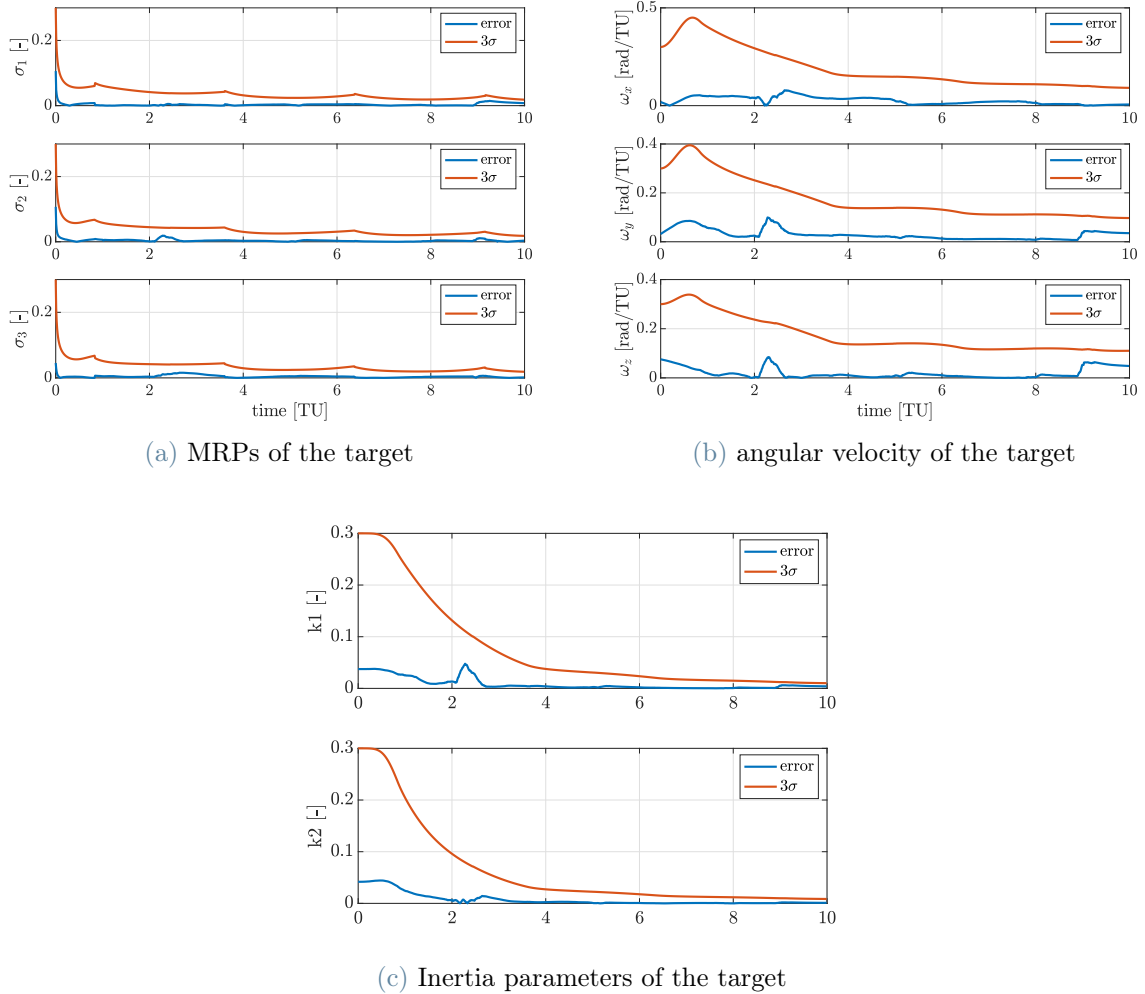 σ1 [-]
0.2
0
error
3σ
0 2 4 6 8 10
σ2 [-]
0.2
0
error
3σ
0 2 4 6 8 10
σ3 [-]
0.2
0
error
3σ
0 2 4 6 8 10
time [TU]
(a) MRPs of the target
ωx [rad/TU]
0.5
0
error
3σ
0 2 4 6 8 10
ωy [rad/TU]
0.4
0.2
0
error
3σ
0 2 4 6 8 10
ωz [rad/TU]
0.4
0.2
0
error
3σ
0 2 4 6 8 10
time [TU]
(b) angular velocity of the target
k1 [-]
0.3
0.2
0.1
0
error
3σ
0 2 4 6 8 10
k2 [-]
0.3
0.2
0.1
0
error
3σ
0 2 4 6 8 10
(c) Inertia parameters of the target